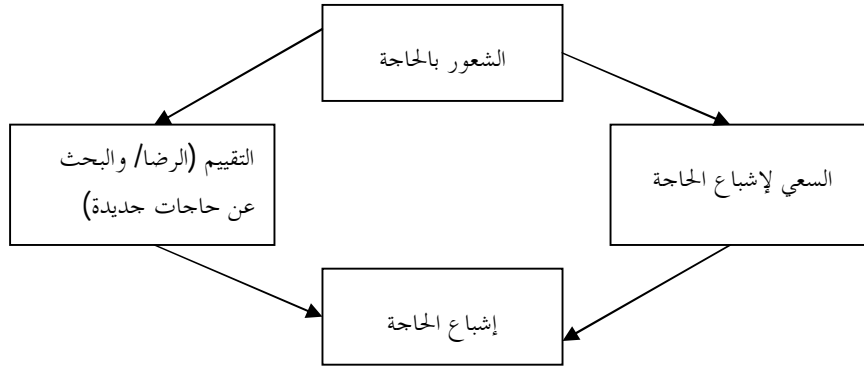 الشعور بالحاجة
السعي لإشباع الحاجة
التقييم (الرضا/ والبحث
عن حاجات جديدة)
إشباع الحاجة